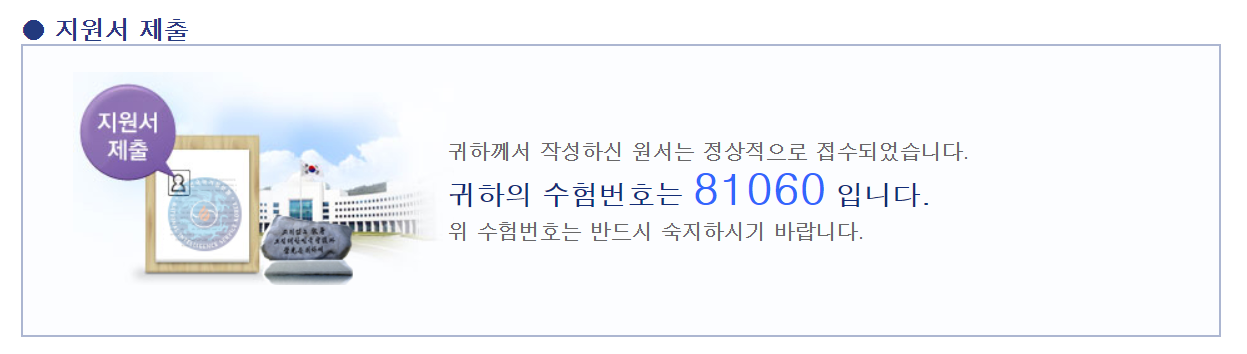 ● 지원서 제출
지원서
제출
귀하께서 작성하신 원서는 정상적으로 접수되었습니다.
귀하의 수험번호는 81060 입니다.
위 수험번호는 반드시 숙지하시기 바랍니다.